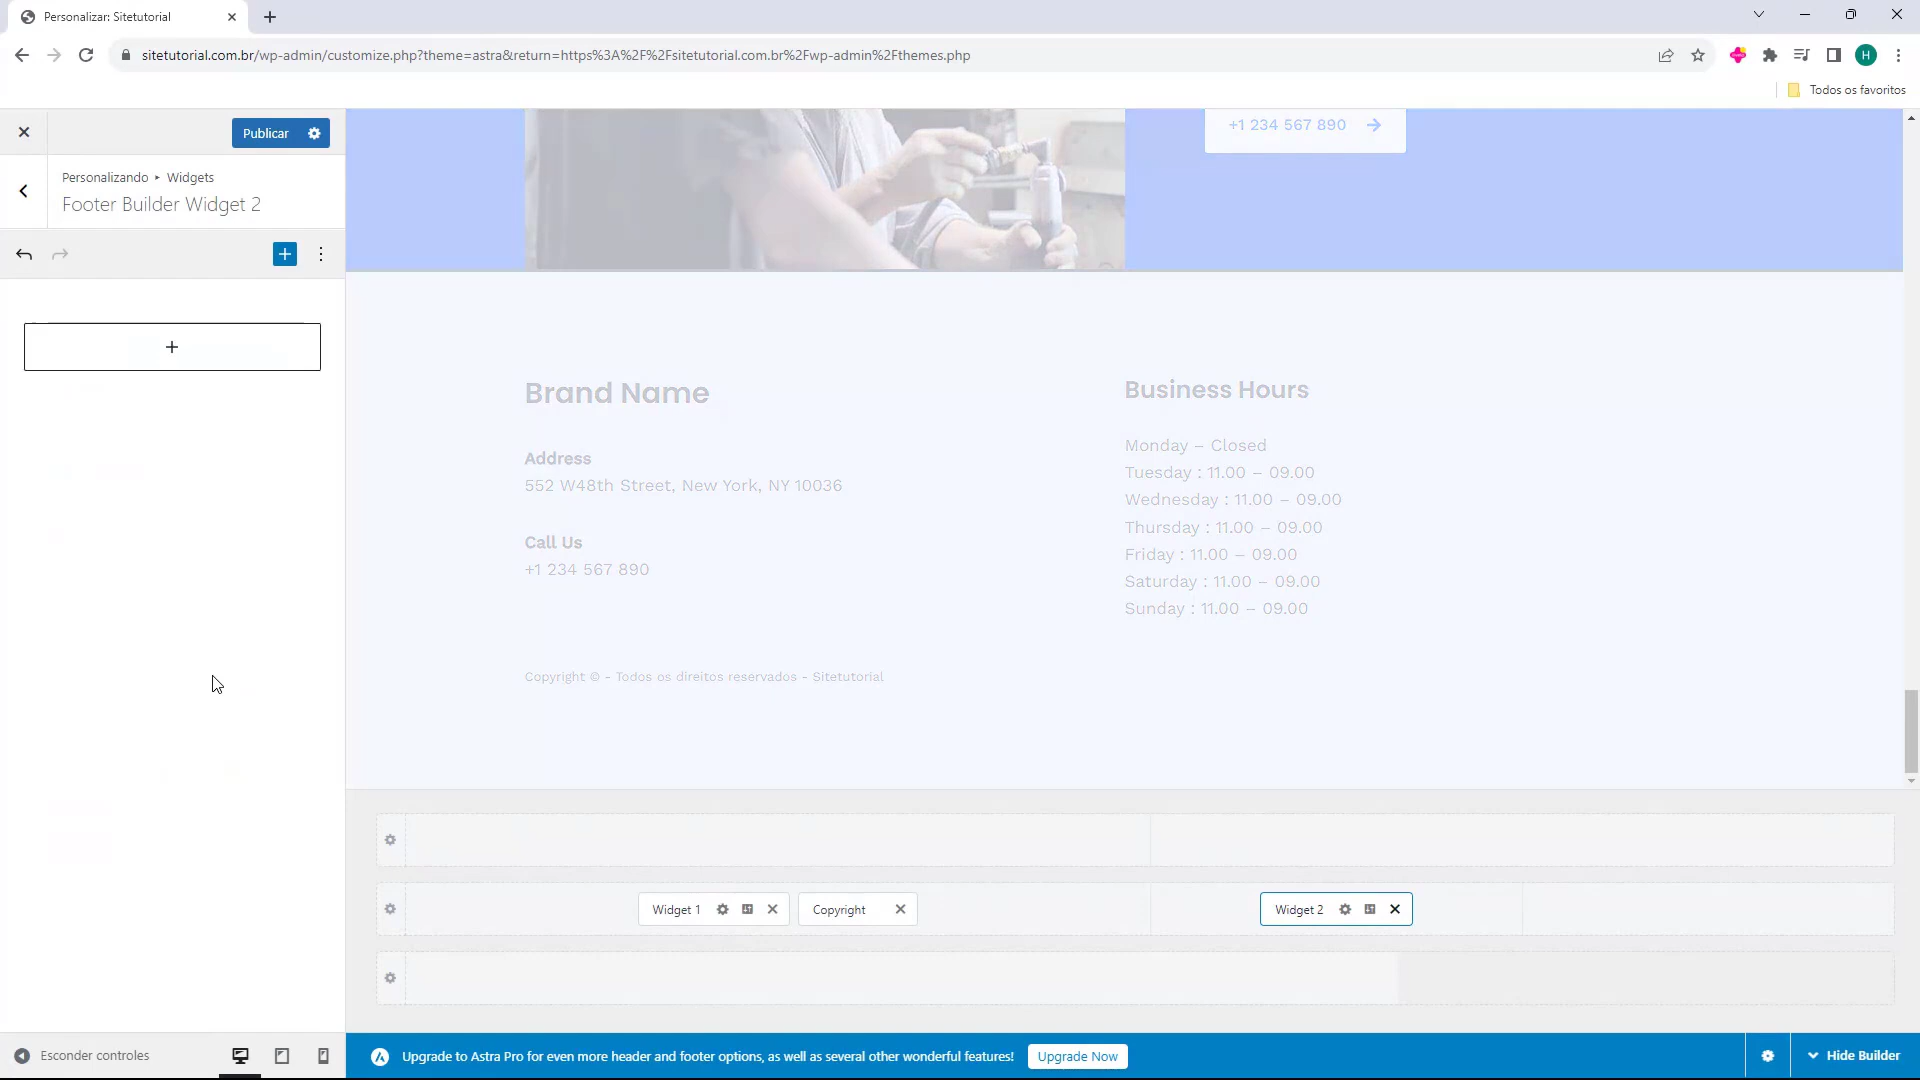 Personalizar: Sitetutorial
sitetutorial.com.br/wp-admin/customize.php?theme=astra&return=https%3A%2F%2Fsitetutorial.com.br%2Fwp-admin%2Fthemes.php
H
Todos os favoritos
Publicar
Personalizando ▸ Widgets
Footer Builder Widget 2
+1 234 567 890
Brand Name
Address
552 W48th Street, New York, NY 10036
Call Us
+1 234 567 890
Business Hours
Monday – Closed
Tuesday : 11.00 – 09.00
Wednesday : 11.00 – 09.00
Thursday : 11.00 – 09.00
Friday : 11.00 – 09.00
Saturday : 11.00 – 09.00
Sunday : 11.00 – 09.00
Copyright © - Todos os direitos reservados - Sitetutorial
Widget 1
Copyright
Widget 2
Esconder controles
Upgrade to Astra Pro for even more header and footer options, as well as several other wonderful features!
Upgrade Now
Hide Builder